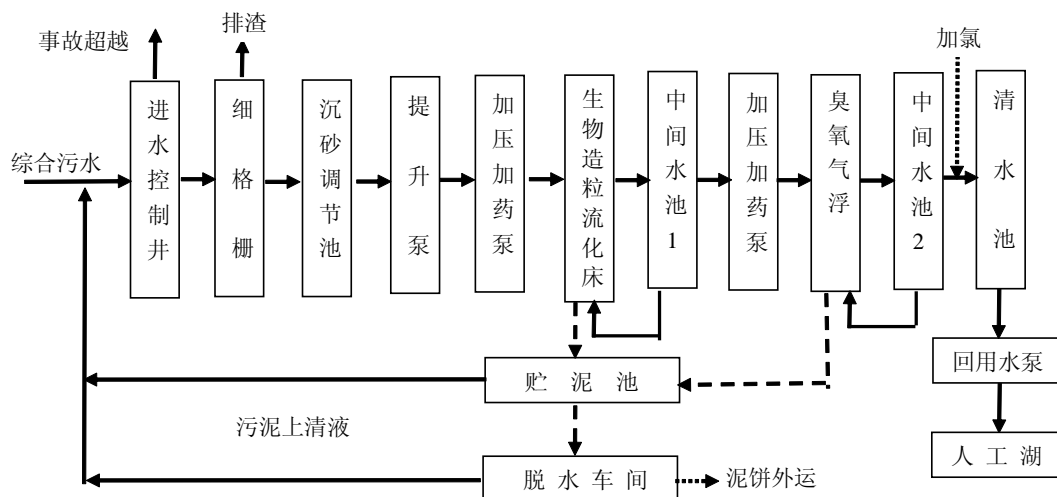 事故超越
排渣
加氯
综合污水
进水控制井
细格栅
沉砂调节池
提升泵
加压加药泵
生物造粒流化床
中间水池1
加压加药泵
臭氧气浮
中间水池2
清水池
贮泥池
回用水泵
污泥上清液
人工湖
脱水车间
泥饼外运